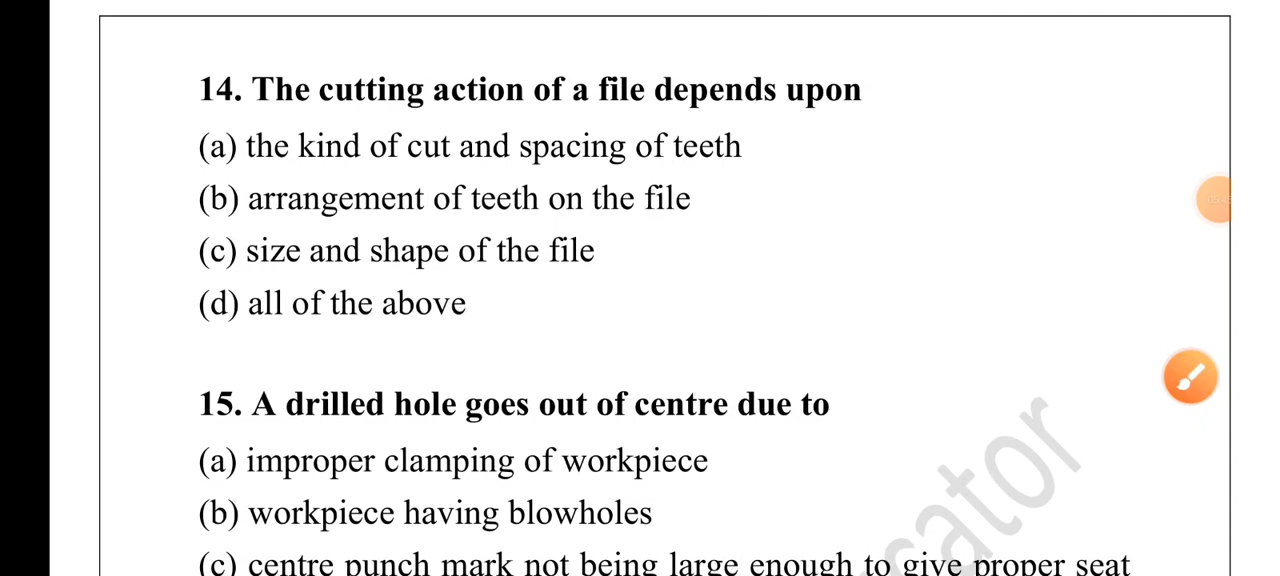 14. The cutting action of a file depends upon
(a) the kind of cut and spacing of teeth
(b) arrangement of teeth on the file
(c) size and shape of the file
(d) all of the above
15. A drilled hole goes out of centre due to
(a) improper clamping of workpiece
(b) workpiece having blowholes
(c) centre punch mark not being large enough to give proper seat